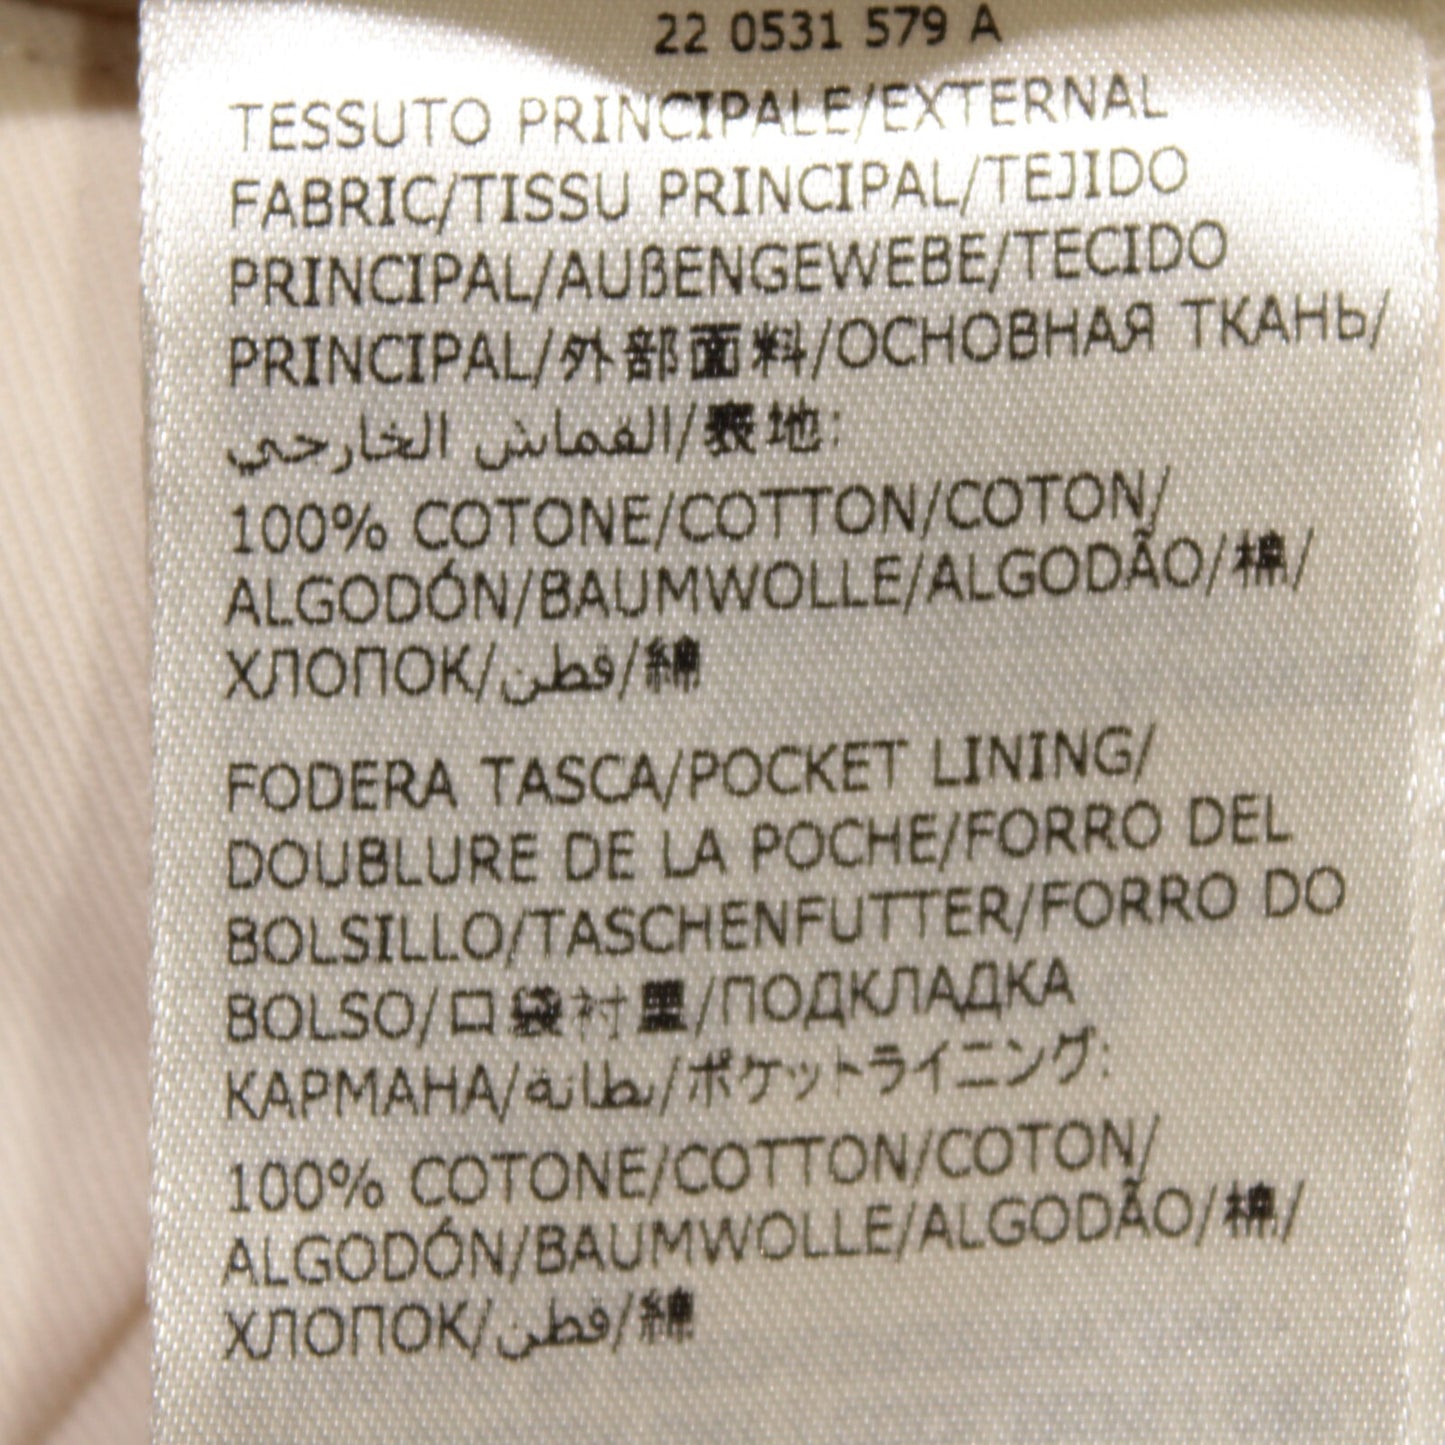 22 0531 579 A
TESSUTO PRINCIPALE/EXTERNAL
FABRIC/TISSU PRINCIPAL/TEJIDO
PRINCIPAL/AUßENGEWEBE/TECIDO
PRINCIPAL/外部面料/ОСНОВНАЯ ТКАНЬ/
القماش الخارجي/表地:
100% COTONE/COTTON/COTON/
ALGODÓN/BAUMWOLLE/ALGODÃO/棉/
ХЛОПОК/قطن/綿
FODERA TASCA/POCKET LINING/
DOUBLURE DE LA POCHE/FORRO DEL
BOLSILLO/TASCHENFUTTER/FORRO DO
BOLSO/口袋衬里/ПОДКЛАДКА
КАРМАНА/بطانة/ポケットライニング:
100% COTONE/COTTON/COTON/
ALGODÓN/BAUMWOLLE/ALGODÃO/棉/
ХЛОПОК/قطن/綿